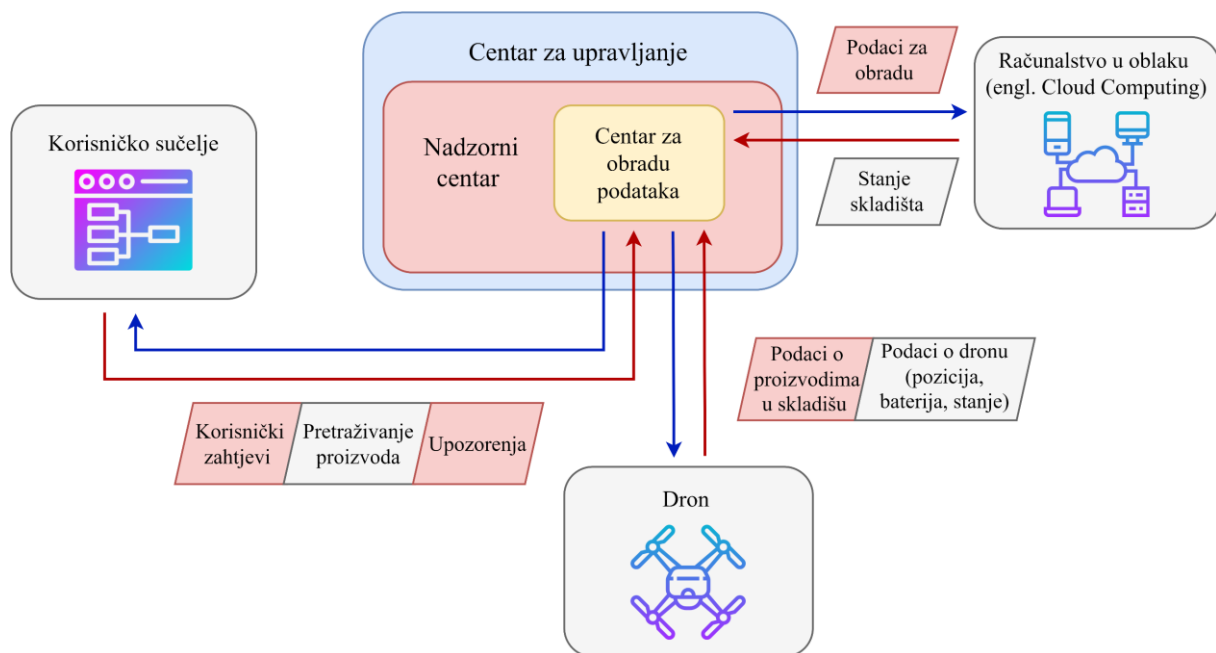 Centar za upravljanje
Podaci za
obradu
Računalstvo u oblaku
(engl. Cloud Computing)
Korisničko sučelje
Nadzorni
centar
Centar za
obradu
podataka
Stanje
skladišta
Podaci o
proizvodima
u skladišu
Podaci o dronu
(pozicija,
baterija, stanje)
Korisnički
zahtjevi
Pretraživanje
proizvoda
Upozorenja
Dron